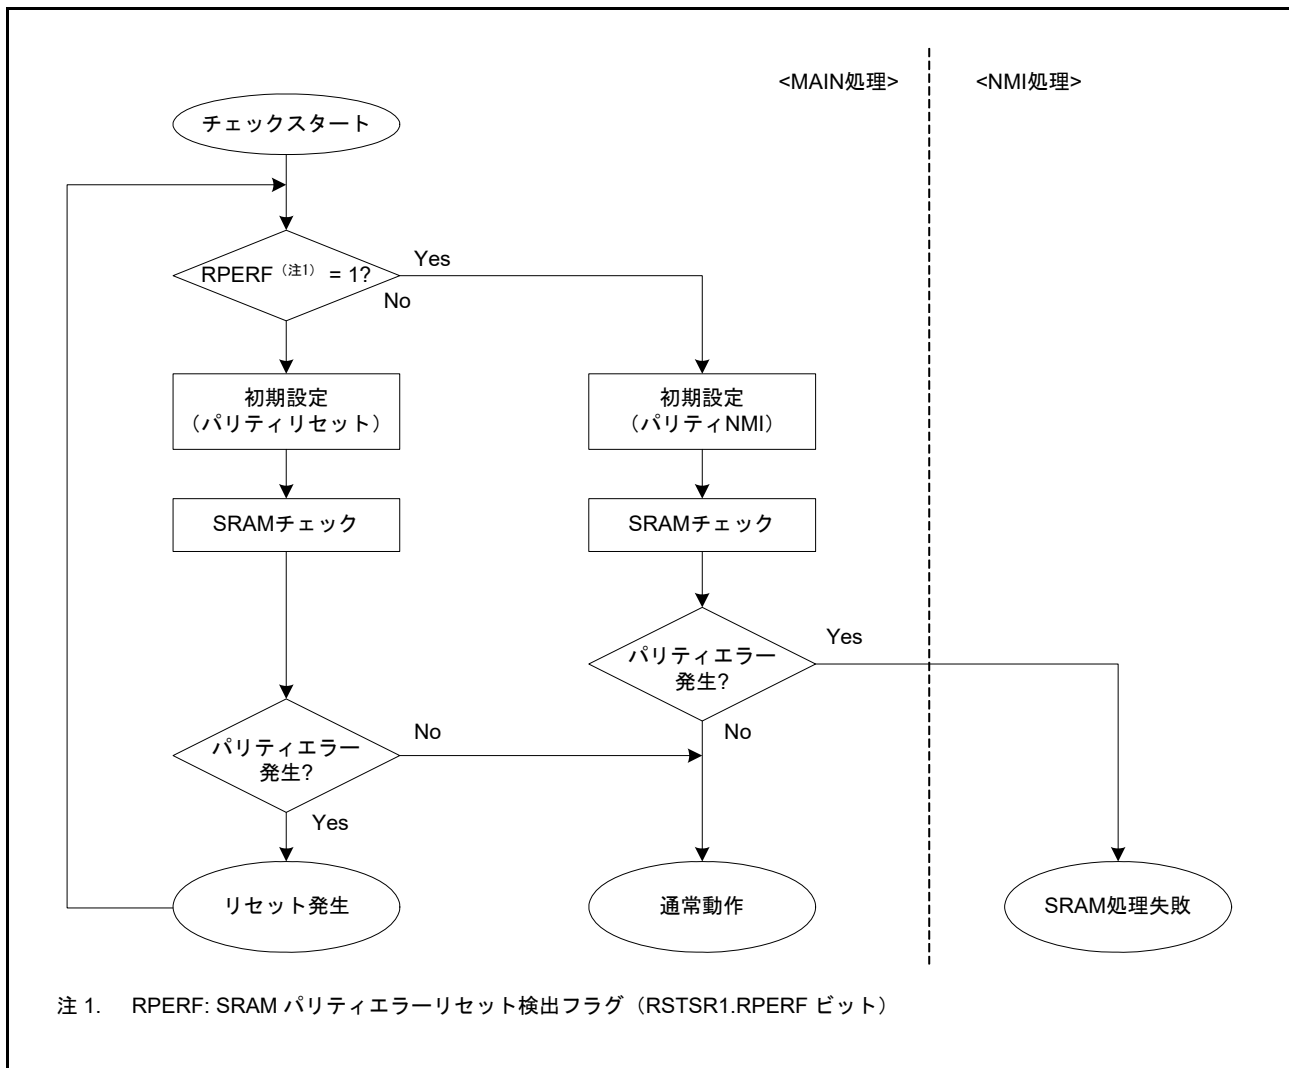 <MAIN処理>
<NMI処理>
チェックスタート
RPERF（注1） = 1?
Yes
No
初期設定
（パリティリセット）
初期設定
（パリティNMI）
SRAMチェック
SRAMチェック
パリティエラー
発生?
Yes
No
パリティエラー
発生?
No
Yes
リセット発生
通常動作
SRAM処理失敗
注 1. RPERF: SRAM パリティエラーリセット検出フラグ（RSTSR1.RPERF ビット）